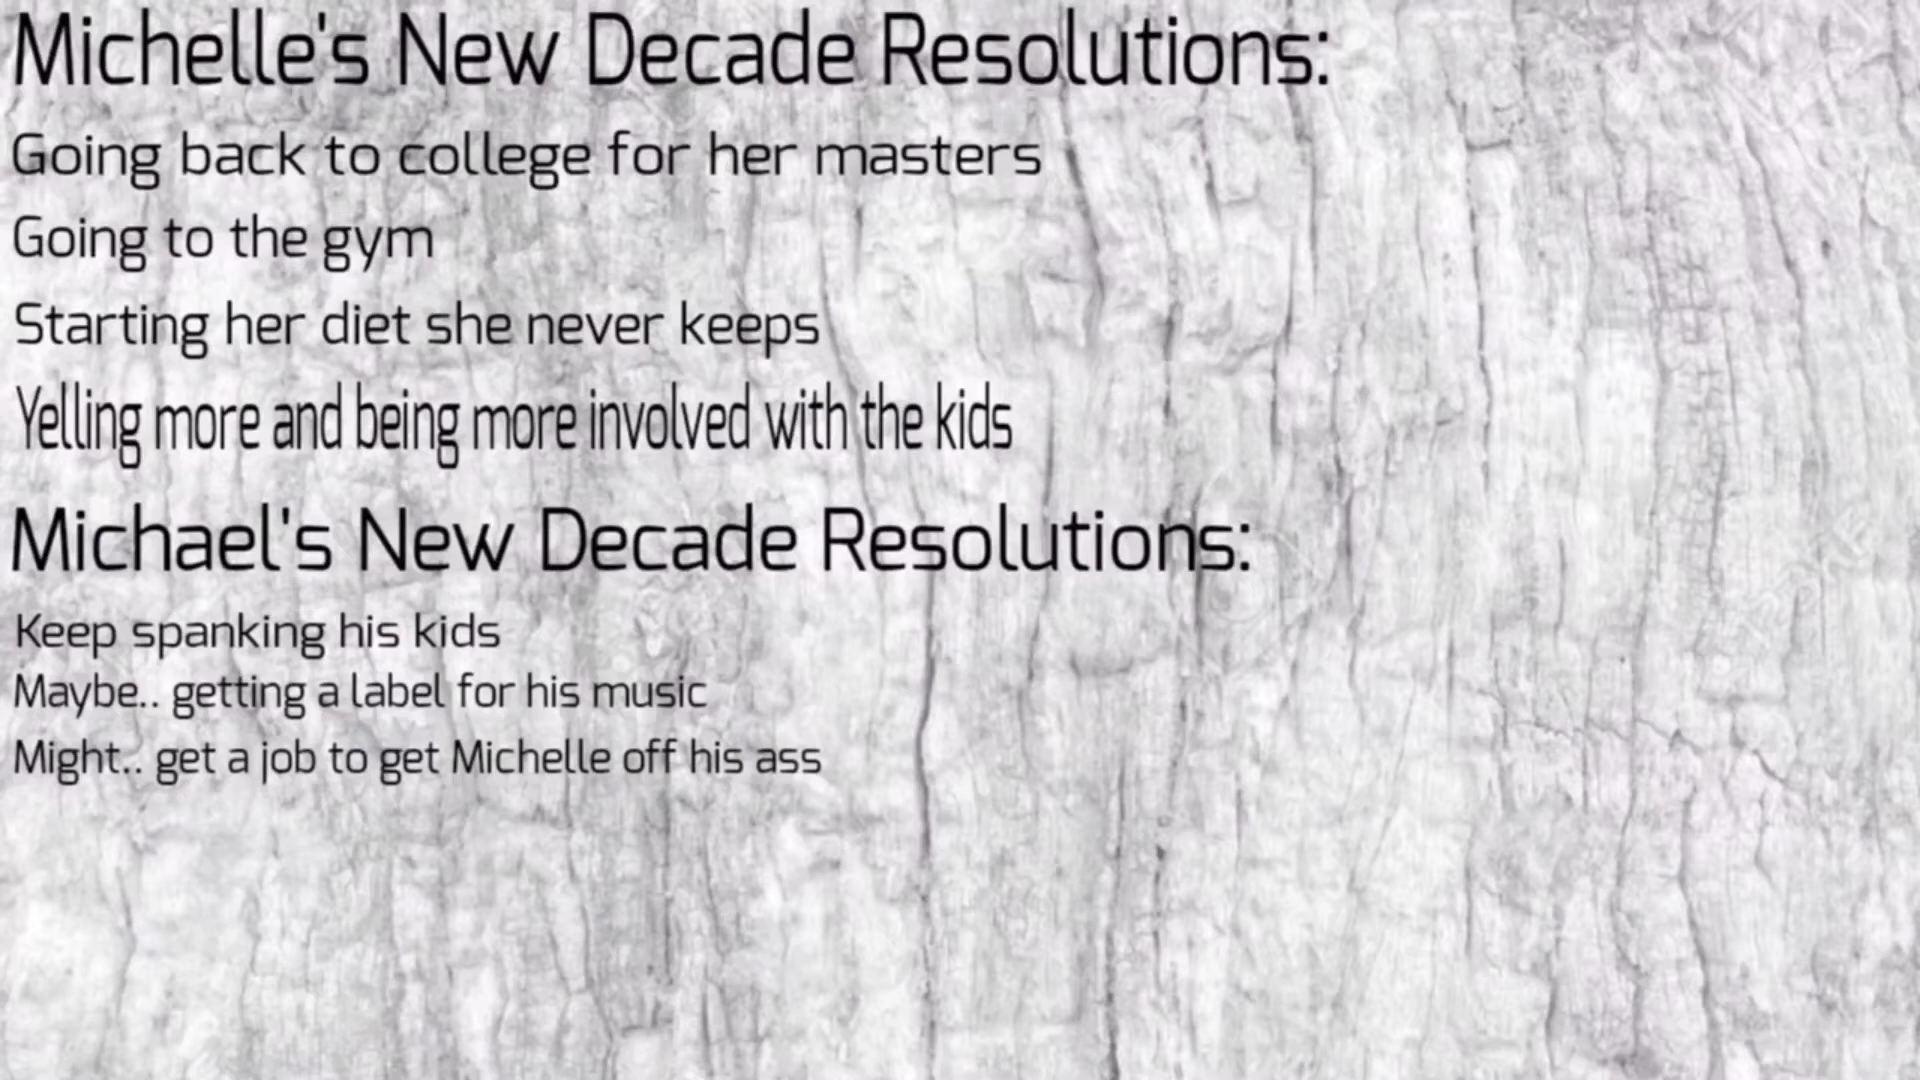 Michelle's New Decade Resolutions:
Going back to college for her masters
Going to the gym
Starting her diet she never keeps
Yelling more and being more involved with the kids
Michael's New Decade Resolutions:
Keep spanking his kids
Maybe.. getting a label for his music
Might.. get a job to get Michelle off his ass